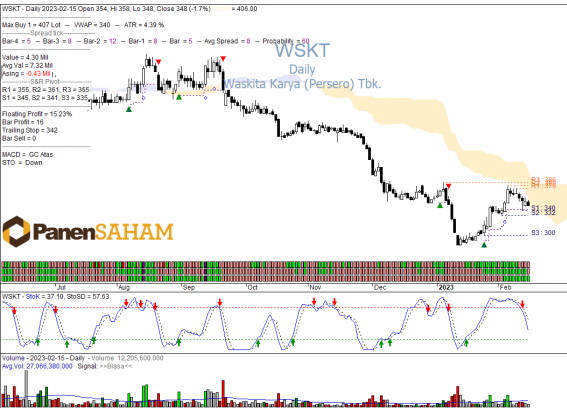 WSKT - Daily 2023-02-15 Open 354, Hi 358, Lo 348, Close 348 (-1.7%) = 406.00
Spread tick
Max Buy 1 = 407 Lot -- VWAP = 340 -- ATR = 4.39 %
Bar-4 = 5 -- Bar-3 = 8 -- Bar-2 = 12 -- Bar-1 = 8 -- Bar = 5 -- Avg Spread = 8 -- Probability = 60
WSKT
Daily
Waskita Karya (Persero) Tbk.
Value = 4.30 Mil
Avg Val = 7.32 Mil
Asing = -0.43 Mil
S&R Pivot
R1 = 355, R2 = 361, R3 = 365
S1 = 345, S2 = 341, S3 = 335
Floating Profit = 15.23%
Bar Profit = 16
Trailing Stop = 342
Bar Sell = 0
MACD = GC Atas
STO = Down
S1: 340
S2: 332
S3: 300
PanenSAHAM
Jul Aug Sep Oct Nov Dec 2023 Feb
WSKT - StoK = 37.10, StoSD = 57.63
Volume - 2023-02-15 - Daily - Volume: 12,205,600.000
Avg.Vol: 27,066,380.000 Signal: >>Biasa<<